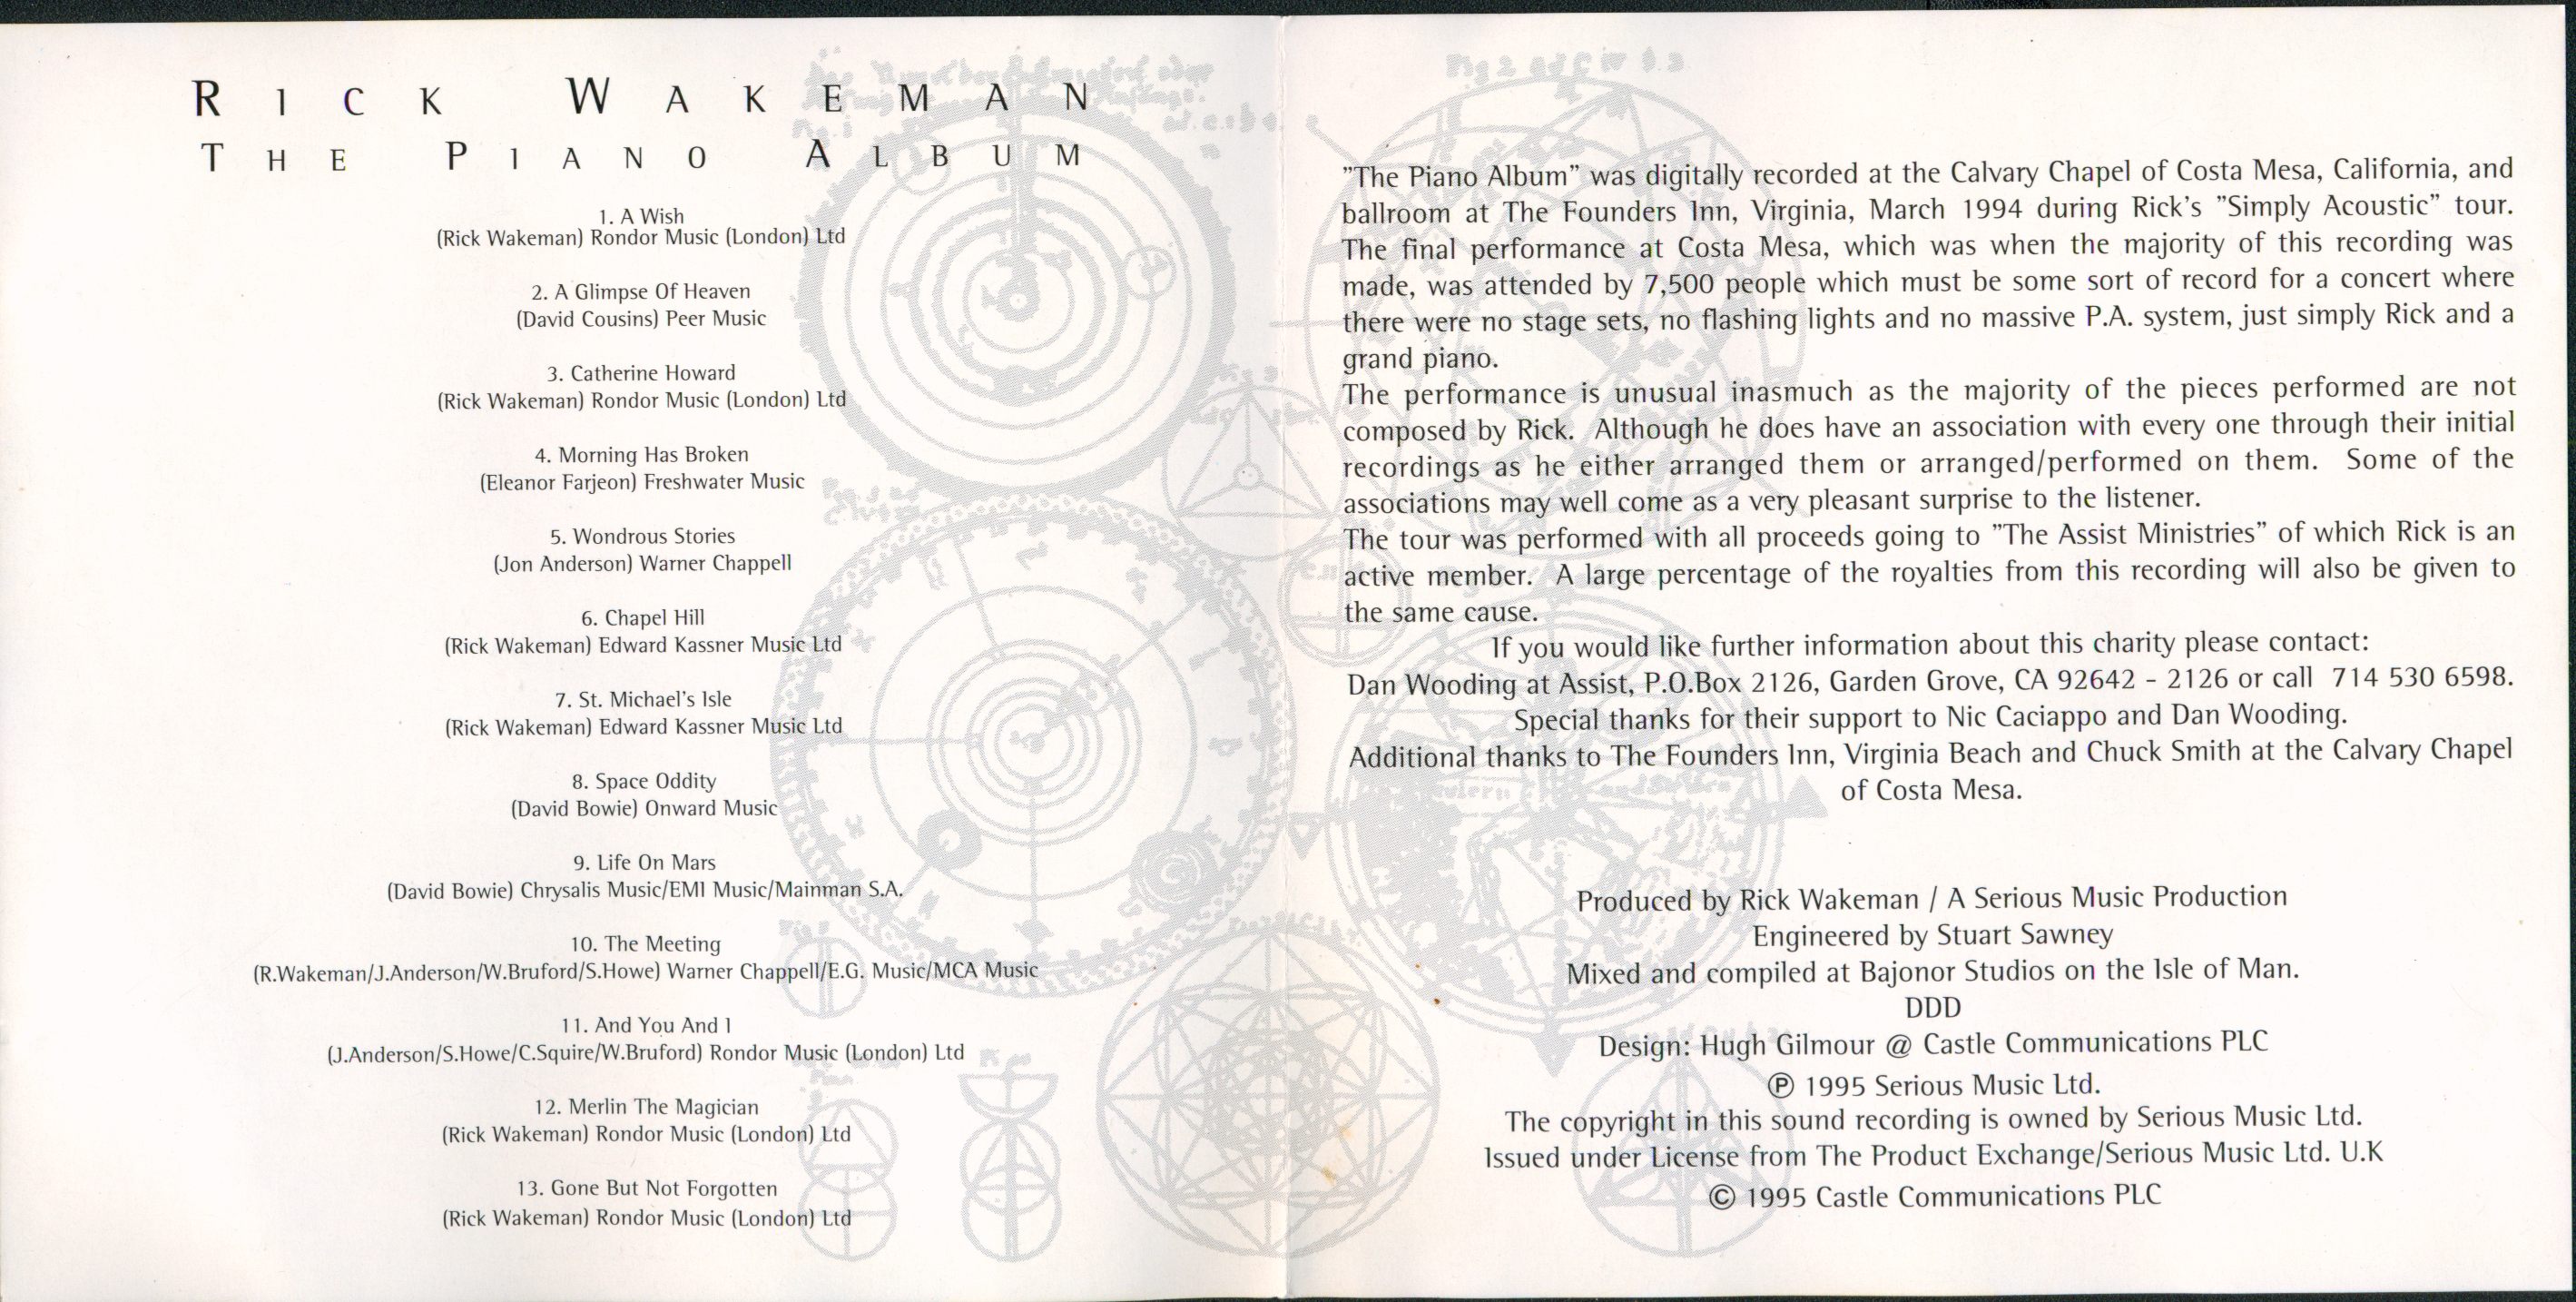 RICK WAKEMAN
THE PIANO ALBUM
1. A Wish
(Rick Wakeman) Rondor Music (London) Ltd
2. A Glimpse Of Heaven
(David Cousins) Peer Music
3. Catherine Howard
(Rick Wakeman) Rondor Music (London) Ltd
4. Morning Has Broken
(Eleanor Farjeon) Freshwater Music
5. Wondrous Stories
(Jon Anderson) Warner Chappell
6. Chapel Hill
(Rick Wakeman) Edward Kassner Music Ltd
7. St. Michael's Isle
(Rick Wakeman) Edward Kassner Music Ltd
8. Space Oddity
(David Bowie) Onward Music
9. Life On Mars
(David Bowie) Chrysalis Music/EMI Music/Mainman S.A.
10. The Meeting
(R.Wakeman/J.Anderson/W.Bruford/S.Howe) Warner Chappell/E.G. Music/MCA Music
11. And You And I
(J.Anderson/S.Howe/C.Squire/W.Bruford) Rondor Music (London) Ltd
12. Merlin The Magician
(Rick Wakeman) Rondor Music (London) Ltd
13. Gone But Not Forgotten
(Rick Wakeman) Rondor Music (London) Ltd
"The Piano Album" was digitally recorded at the Calvary Chapel of Costa Mesa, California, and
ballroom at The Founders Inn, Virginia, March 1994 during Rick's "Simply Acoustic" tour.
The final performance at Costa Mesa, which was when the majority of this recording was
made, was attended by 7,500 people which must be some sort of record for a concert where
there were no stage sets, no flashing lights and no massive P.A. system, just simply Rick and a
grand piano.
The performance is unusual inasmuch as the majority of the pieces performed are not
composed by Rick. Although he does have an association with every one through their initial
recordings as he either arranged them or arranged/performed on them. Some of the
associations may well come as a very pleasant surprise to the listener.
The tour was performed with all proceeds going to "The Assist Ministries" of which Rick is an
active member. A large percentage of the royalties from this recording will also be given to
the same cause.
If you would like further information about this charity please contact:
Dan Wooding at Assist, P.O.Box 2126, Garden Grove, CA 92642 - 2126 or call 714 530 6598.
Special thanks for their support to Nic Caciappo and Dan Wooding.
Additional thanks to The Founders Inn, Virginia Beach and Chuck Smith at the Calvary Chapel
of Costa Mesa.
Produced by Rick Wakeman / A Serious Music Production
Engineered by Stuart Sawney
Mixed and compiled at Bajonor Studios on the Isle of Man.
DDD
Design: Hugh Gilmour @ Castle Communications PLC
℗ 1995 Serious Music Ltd.
The copyright in this sound recording is owned by Serious Music Ltd.
Issued under License from The Product Exchange/Serious Music Ltd. U.K
© 1995 Castle Communications PLC